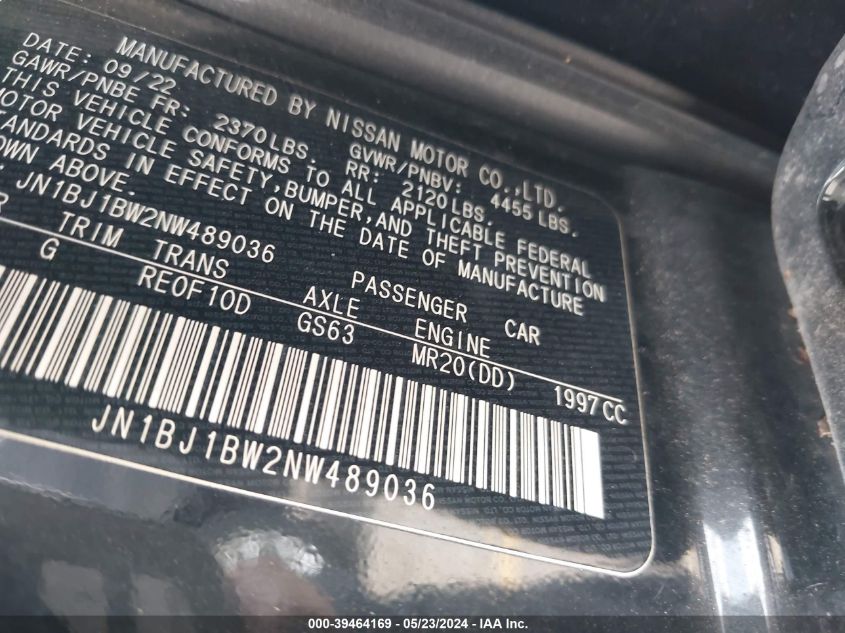 MANUFACTURED BY NISSAN MOTOR CO.,LTD.
DATE: 09/22 GVWR/PNBV: 4455 LBS.
GAWR/PNBE FR: 2370LBS. RR: 2120LBS.
THIS VEHICLE CONFORMS TO ALL APPLICABLE FEDERAL
MOTOR VEHICLE SAFETY,BUMPER,AND THEFT PREVENTION
STANDARDS IN EFFECT ON THE DATE OF MANUFACTURE
OWN ABOVE.
JN1BJ1BW2NW489036 PASSENGER CAR
R TRIM TRANS AXLE ENGINE
G RE0F10D GS63 MR20(DD) 1997CC
JN1BJ1BW2NW489036
000-39464169 - 05/23/2024 - IAA Inc.